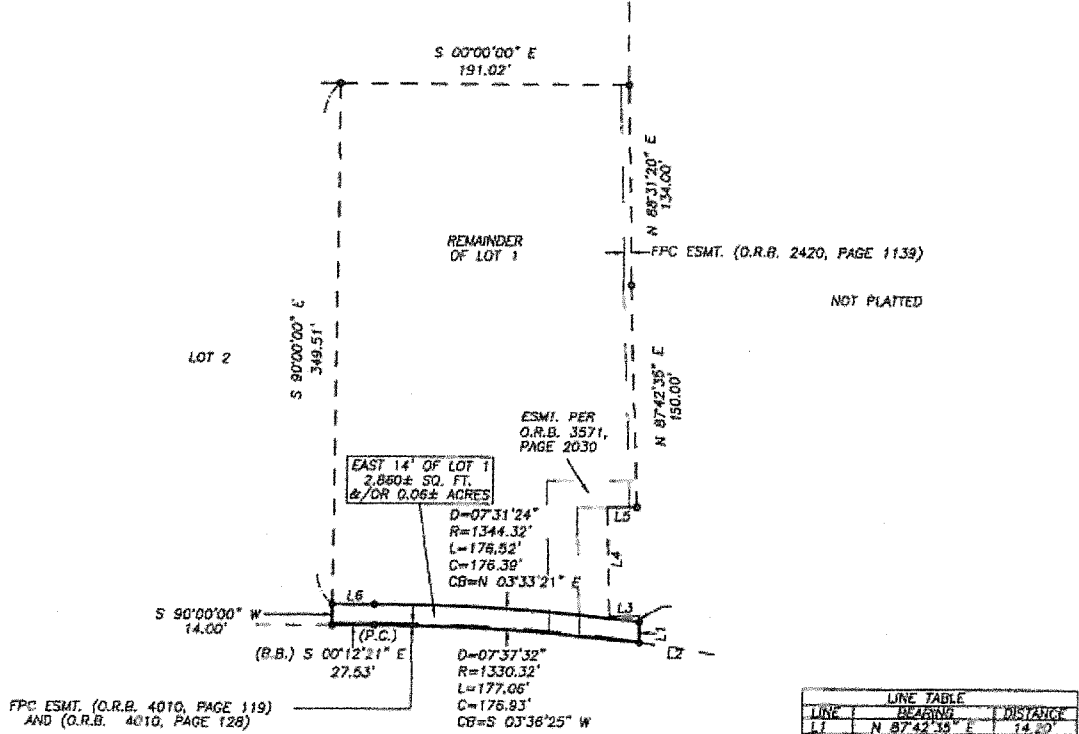 S 00°00'00" E
191.02'
N 88°31'20" E
134.00'
REMAINDER
OF LOT 1
FPC ESMT. (O.R.B. 2420, PAGE 1139)
NOT PLATTED
LOT 2
S 90°00'00" E
349.51'
N 87°42'35" E
150.00'
ESMT. PER
O.R.B. 3571,
PAGE 2030
EAST 14' OF LOT 1
2,860± SQ. FT.
&/OR 0.06± ACRES
D=07°31'24"
R=1344.32'
L=176.52'
C=176.39'
CB=N 03°33'21" E
L5
L4
L6
L3
S 90°00'00" W
14.00'
L1
(P.C.)
L2
(B.B.) S 00°12'21" E
27.53'
D=07°37'32"
R=1330.32'
L=177.06'
C=176.93'
CB=S 03°36'25" W
FPC ESMT. (O.R.B. 4010, PAGE 119)
AND (O.R.B. 4010, PAGE 128)
LINE TABLE
LINE BEARING DISTANCE
L1 N 87°42'35" E 14.20'